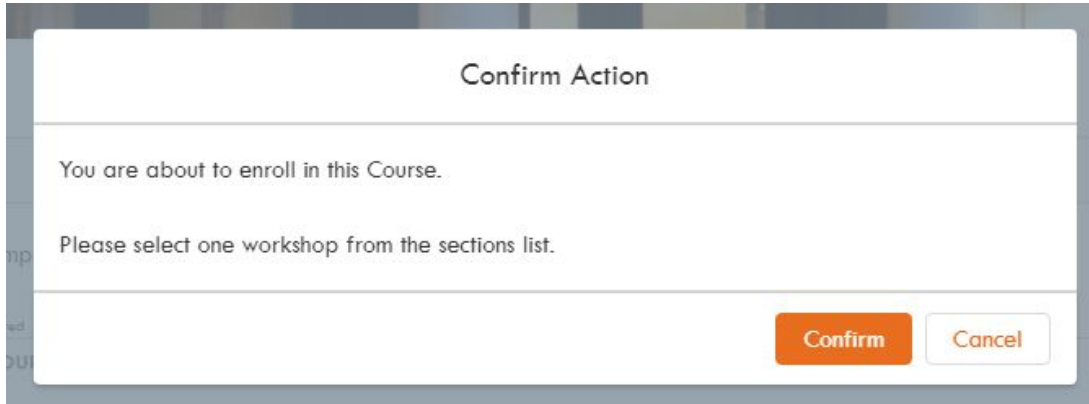 Confirm Action
You are about to enroll in this Course.
Please select one workshop from the sections list.
Confirm
Cancel